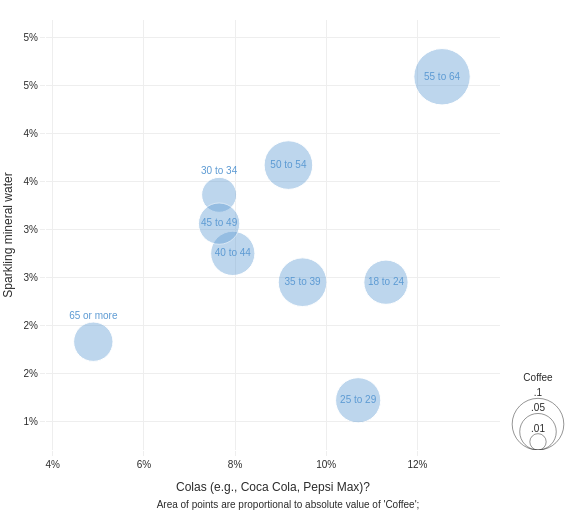 5%
5%
4%
4%
3%
3%
2%
2%
1%
Sparkling mineral water
55 to 64
50 to 54
30 to 34
45 to 49
40 to 44
35 to 39
18 to 24
65 or more
25 to 29
4%
6%
8%
10%
12%
Coffee
.1
.05
.01
Colas (e.g., Coca Cola, Pepsi Max)?
Area of points are proportional to absolute value of 'Coffee';